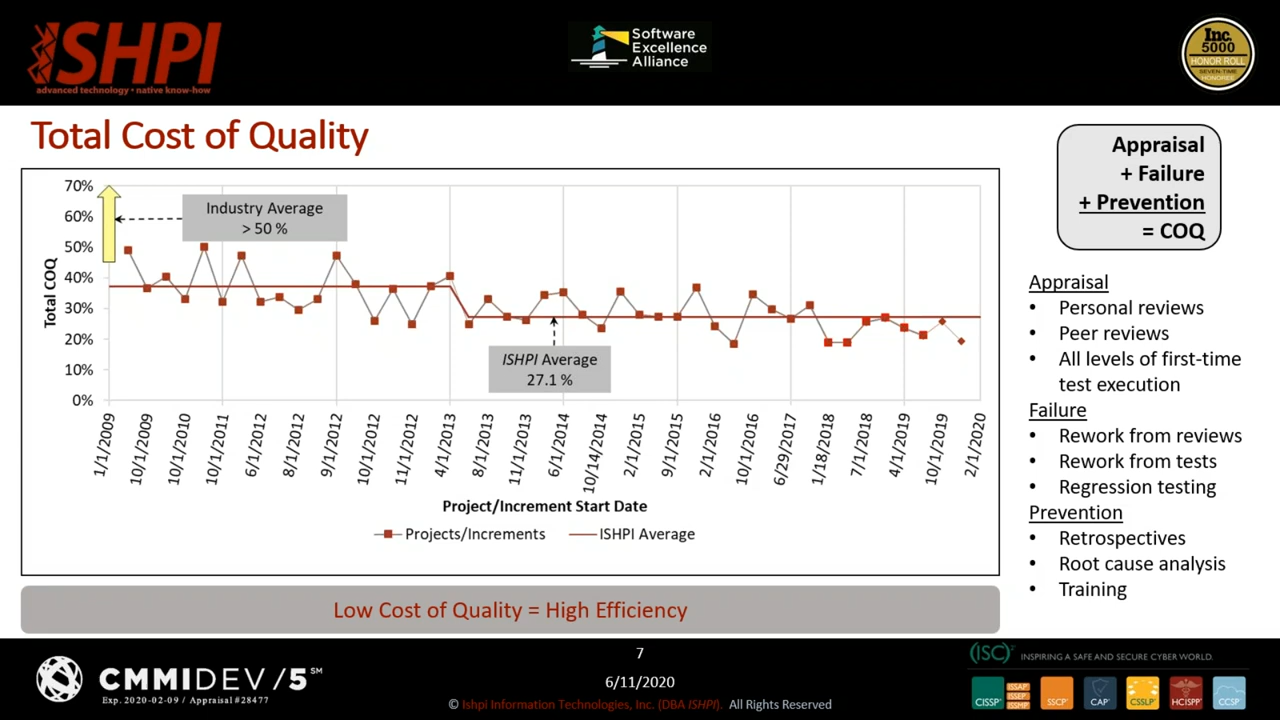 ISHPI
advanced technology • native know-how
Software
Excellence
Alliance
Inc.
5000
HONOR ROLL
SEVEN-TIME
HONOREE
Total Cost of Quality
70%
60%
50%
40%
30%
20%
10%
0%
Total COQ
Industry Average
> 50 %
ISHPI Average
27.1 %
1/1/2009
10/1/2009
10/1/2010
10/1/2011
6/1/2012
8/1/2012
9/1/2012
10/1/2012
11/1/2012
4/1/2013
8/1/2013
11/1/2013
6/1/2014
10/14/2014
2/1/2015
9/1/2015
2/1/2016
10/1/2016
6/29/2017
1/18/2018
7/1/2018
4/1/2019
10/1/2019
2/1/2020
Project/Increment Start Date
Projects/Increments
ISHPI Average
Appraisal
+ Failure
+ Prevention
= COQ
Appraisal
• Personal reviews
• Peer reviews
• All levels of first-time
test execution
Failure
• Rework from reviews
• Rework from tests
• Regression testing
Prevention
• Retrospectives
• Root cause analysis
• Training
Low Cost of Quality = High Efficiency
CMMIDEV/5℠
Exp. 2020-02-09 / Appraisal #28477
7
6/11/2020
© Ishpi Information Technologies, Inc. (DBA ISHPI). All Rights Reserved
(ISC)² INSPIRING A SAFE AND SECURE CYBER WORLD.
CISSP
ISSAP
ISSEP
ISSMP
SSCP
CAP
CSSLP
HCISPP
CCSP